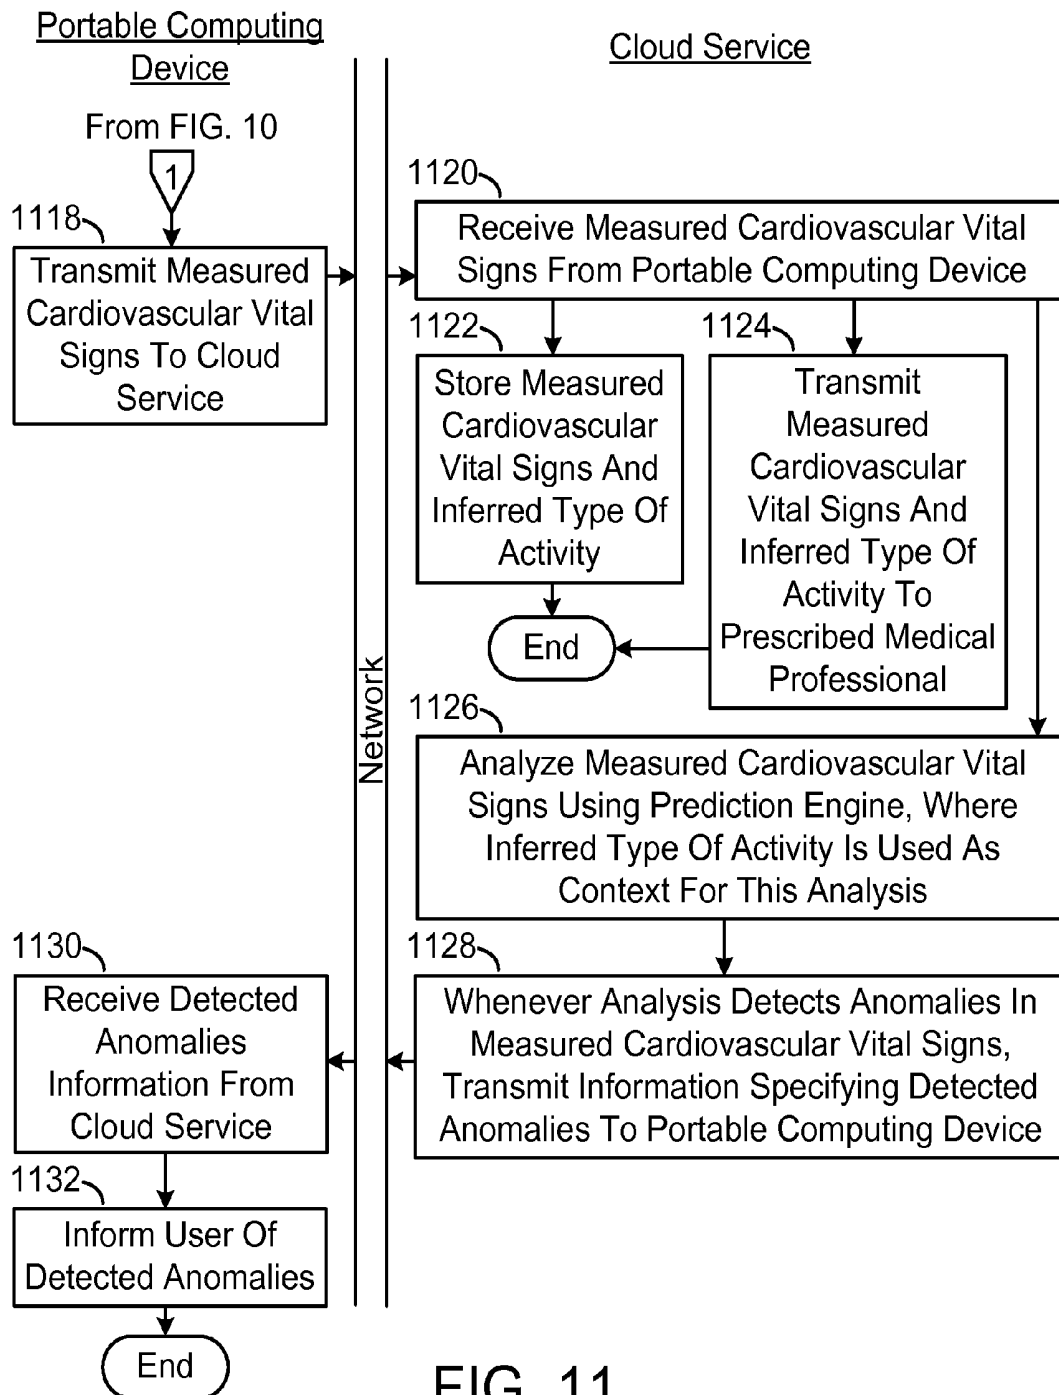 Portable Computing
Device
Cloud Service
From FIG. 10
1
1118
Transmit Measured
Cardiovascular Vital
Signs To Cloud
Service
1120
Receive Measured Cardiovascular Vital
Signs From Portable Computing Device
1122
Store Measured
Cardiovascular
Vital Signs And
Inferred Type Of
Activity
1124
Transmit
Measured
Cardiovascular
Vital Signs And
Inferred Type Of
Activity To
Prescribed Medical
Professional
End
Network
1126
Analyze Measured Cardiovascular Vital
Signs Using Prediction Engine, Where
Inferred Type Of Activity Is Used As
Context For This Analysis
1128
Whenever Analysis Detects Anomalies In
Measured Cardiovascular Vital Signs,
Transmit Information Specifying Detected
Anomalies To Portable Computing Device
1130
Receive Detected
Anomalies
Information From
Cloud Service
1132
Inform User Of
Detected Anomalies
End
FIG. 11